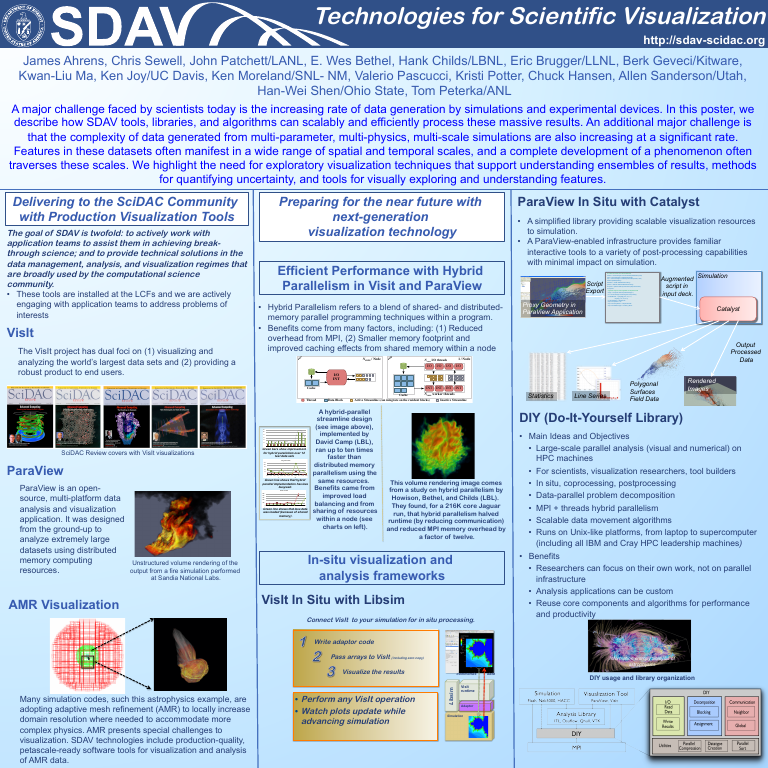 SDAV
Technologies for Scientific Visualization
http://sdav-scidac.org
James Ahrens, Chris Sewell, John Patchett/LANL, E. Wes Bethel, Hank Childs/LBNL, Eric Brugger/LLNL, Berk Geveci/Kitware,
Kwan-Liu Ma, Ken Joy/UC Davis, Ken Moreland/SNL- NM, Valerio Pascucci, Kristi Potter, Chuck Hansen, Allen Sanderson/Utah,
Han-Wei Shen/Ohio State, Tom Peterka/ANL
A major challenge faced by scientists today is the increasing rate of data generation by simulations and experimental devices. In this poster, we
describe how SDAV tools, libraries, and algorithms can scalably and efficiently process these massive results. An additional major challenge is
that the complexity of data generated from multi-parameter, multi-physics, multi-scale simulations are also increasing at a significant rate.
Features in these datasets often manifest in a wide range of spatial and temporal scales, and a complete development of a phenomenon often
traverses these scales. We highlight the need for exploratory visualization techniques that support understanding ensembles of results, methods
for quantifying uncertainty, and tools for visually exploring and understanding features.
Delivering to the SciDAC Community
with Production Visualization Tools
The goal of SDAV is twofold: to actively work with
application teams to assist them in achieving break-
through science; and to provide technical solutions in the
data management, analysis, and visualization regimes that
are broadly used by the computational science
community.
• These tools are installed at the LCFs and we are actively
engaging with application teams to address problems of
interests
VisIt
The VisIt project has dual foci on (1) visualizing and
analyzing the world's largest data sets and (2) providing a
robust product to end users.
SciDAC SciDAC SciDAC SciDAC SciDAC
SciDAC Review covers with VisIt visualizations
ParaView
ParaView is an open-
source, multi-platform data
analysis and visualization
application. It was designed
from the ground-up to
analyze extremely large
datasets using distributed
memory computing
resources.
Unstructured volume rendering of the
output from a fire simulation performed
at Sandia National Labs.
AMR Visualization
Many simulation codes, such this astrophysics example, are
adopting adaptive mesh refinement (AMR) to locally increase
domain resolution where needed to accommodate more
complex physics. AMR presents special challenges to
visualization. SDAV technologies include production-quality,
petascale-ready software tools for visualization and analysis
of AMR data.
Preparing for the near future with
next-generation
visualization technology
Efficient Performance with Hybrid
Parallelism in Visit and ParaView
• Hybrid Parallelism refers to a blend of shared- and distributed-
memory parallel programming techniques within a program.
• Benefits come from many factors, including: (1) Reduced
overhead from MPI, (2) Smaller memory footprint and
improved caching effects from shared memory within a node
A hybrid-parallel
streamline design
(see image above),
implemented by
David Camp (LBL),
ran up to ten times
faster than
distributed memory
parallelism using the
same resources.
Benefits came from
improved load
balancing and from
sharing of resources
within a node (see
charts on left).
This volume rendering image comes
from a study on hybrid parallelism by
Howison, Bethel, and Childs (LBL).
They found, for a 216K core Jaguar
run, that hybrid parallelism halved
runtime (by reducing communication)
and reduced MPI memory overhead by
a factor of twelve.
In-situ visualization and
analysis frameworks
VisIt In Situ with Libsim
Connect VisIt to your simulation for in situ processing.
1 Write adaptor code
2 Pass arrays to VisIt
3 Visualize the results
• Perform any VisIt operation
• Watch plots update while
advancing simulation
Libsim
ParaView In Situ with Catalyst
• A simplified library providing scalable visualization resources
to simulation.
• A ParaView-enabled infrastructure provides familiar
interactive tools to a variety of post-processing capabilities
with minimal impact on simulation.
Proxy Geometry in
ParaView Application
Script
Export
Augmented
script in
input deck.
Simulation
Catalyst
Output
Processed
Data
Statistics
Line Series
Polygonal
Surfaces
Field Data
Rendered
Images
DIY (Do-It-Yourself Library)
• Main Ideas and Objectives
• Large-scale parallel analysis (visual and numerical) on
HPC machines
• For scientists, visualization researchers, tool builders
• In situ, coprocessing, postprocessing
• Data-parallel problem decomposition
• MPI + threads hybrid parallelism
• Scalable data movement algorithms
• Runs on Unix-like platforms, from laptop to supercomputer
(including all IBM and Cray HPC leadership machines)
• Benefits
• Researchers can focus on their own work, not on parallel
infrastructure
• Analysis applications can be custom
• Reuse core components and algorithms for performance
and productivity
DIY usage and library organization
Simulation
Visualization Tool
Analysis Library
DIY
MPI
DIY
I/O
Read
Data
Write
Results
Decomposition
Blocking
Assignment
Communication
Neighbor
Global
Utilities
Parallel
Compression
Datatype
Creation
Parallel
Sort